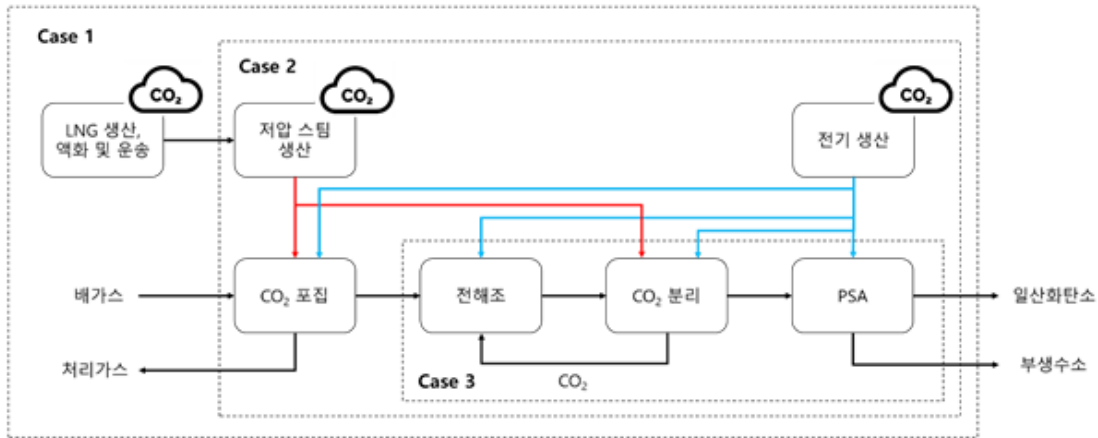 Case 1
Case 2
CO₂
CO₂
CO₂
LNG 생산,
액화 및 운송
저압 스팀
생산
전기 생산
배가스
CO₂ 포집
전해조
CO₂ 분리
PSA
일산화탄소
처리가스
Case 3
CO₂
부생수소